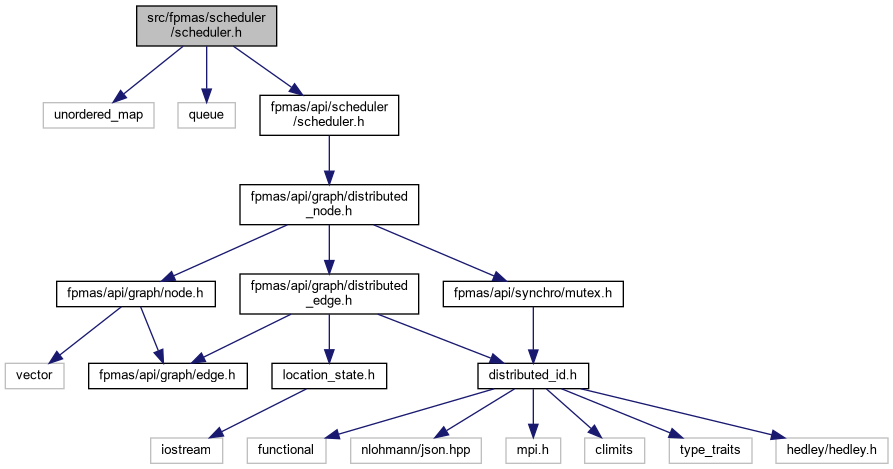 src/fpmas/scheduler
/scheduler.h
unordered_map
queue
fpmas/api/scheduler
/scheduler.h
fpmas/api/graph/distributed
_node.h
fpmas/api/graph/node.h
fpmas/api/graph/distributed
_edge.h
fpmas/api/synchro/mutex.h
vector
fpmas/api/graph/edge.h
location_state.h
distributed_id.h
iostream
functional
nlohmann/json.hpp
mpi.h
climits
type_traits
hedley/hedley.h